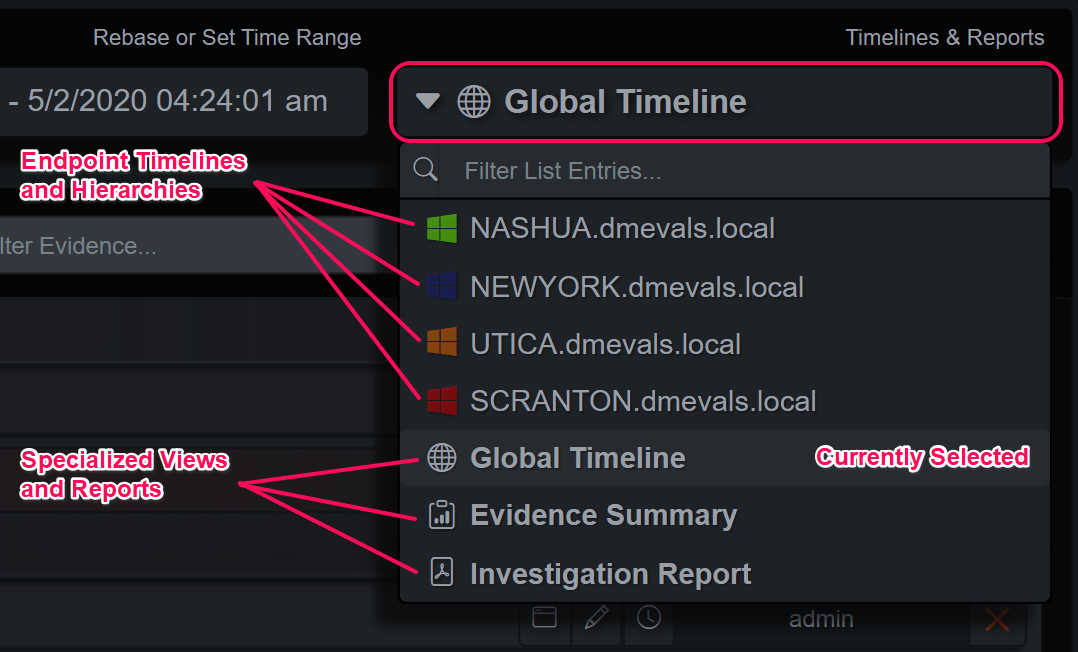 Rebase or Set Time Range
Timelines & Reports
- 5/2/2020 04:24:01 am
Global Timeline
Endpoint Timelines
and Hierarchies
Filter List Entries...
lter Evidence...
NASHUA.dmevals.local
NEWYORK.dmevals.local
UTICA.dmevals.local
SCRANTON.dmevals.local
Specialized Views
and Reports
Global Timeline
Currently Selected
Evidence Summary
Investigation Report
admin